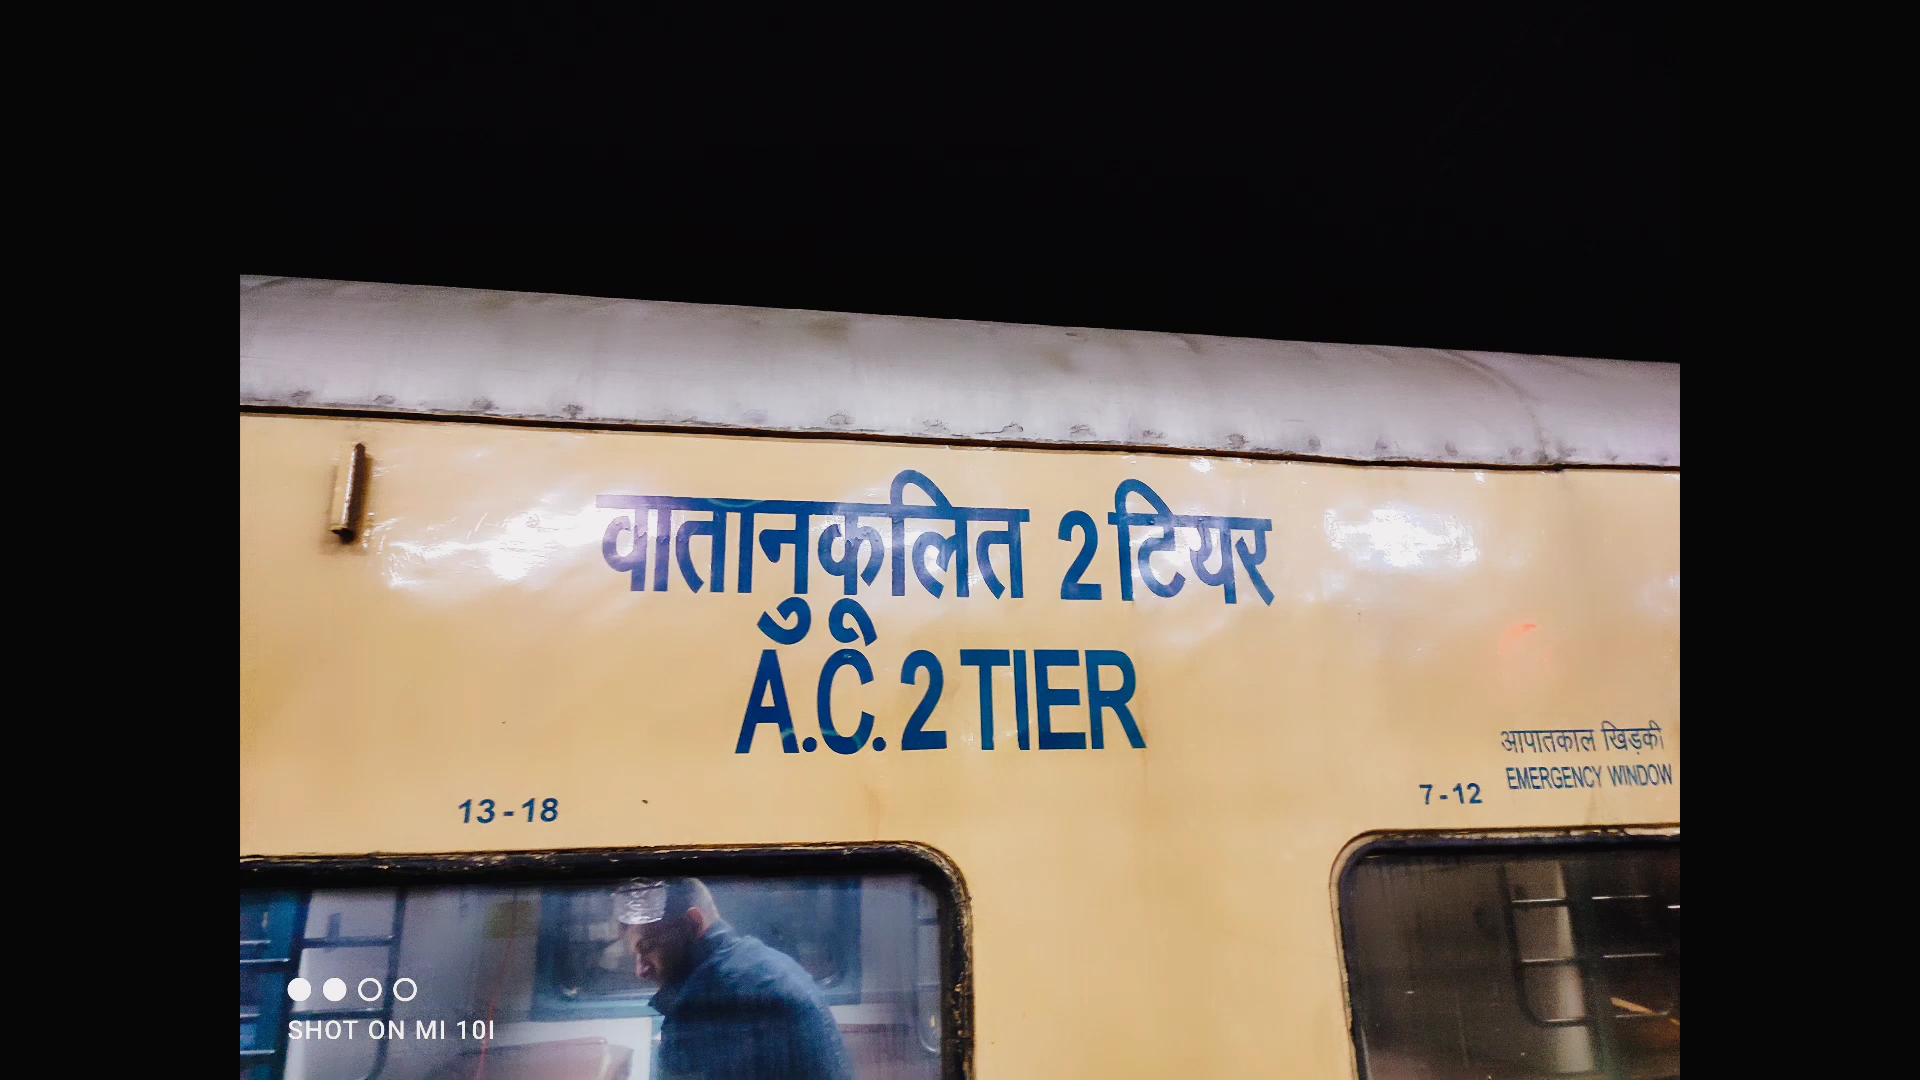 वातानुकूलित 2 टियर
A.C. 2 TIER
13-18
7-12
आपातकाल खिड़की
EMERGENCY WINDOW
SHOT ON MI 10I